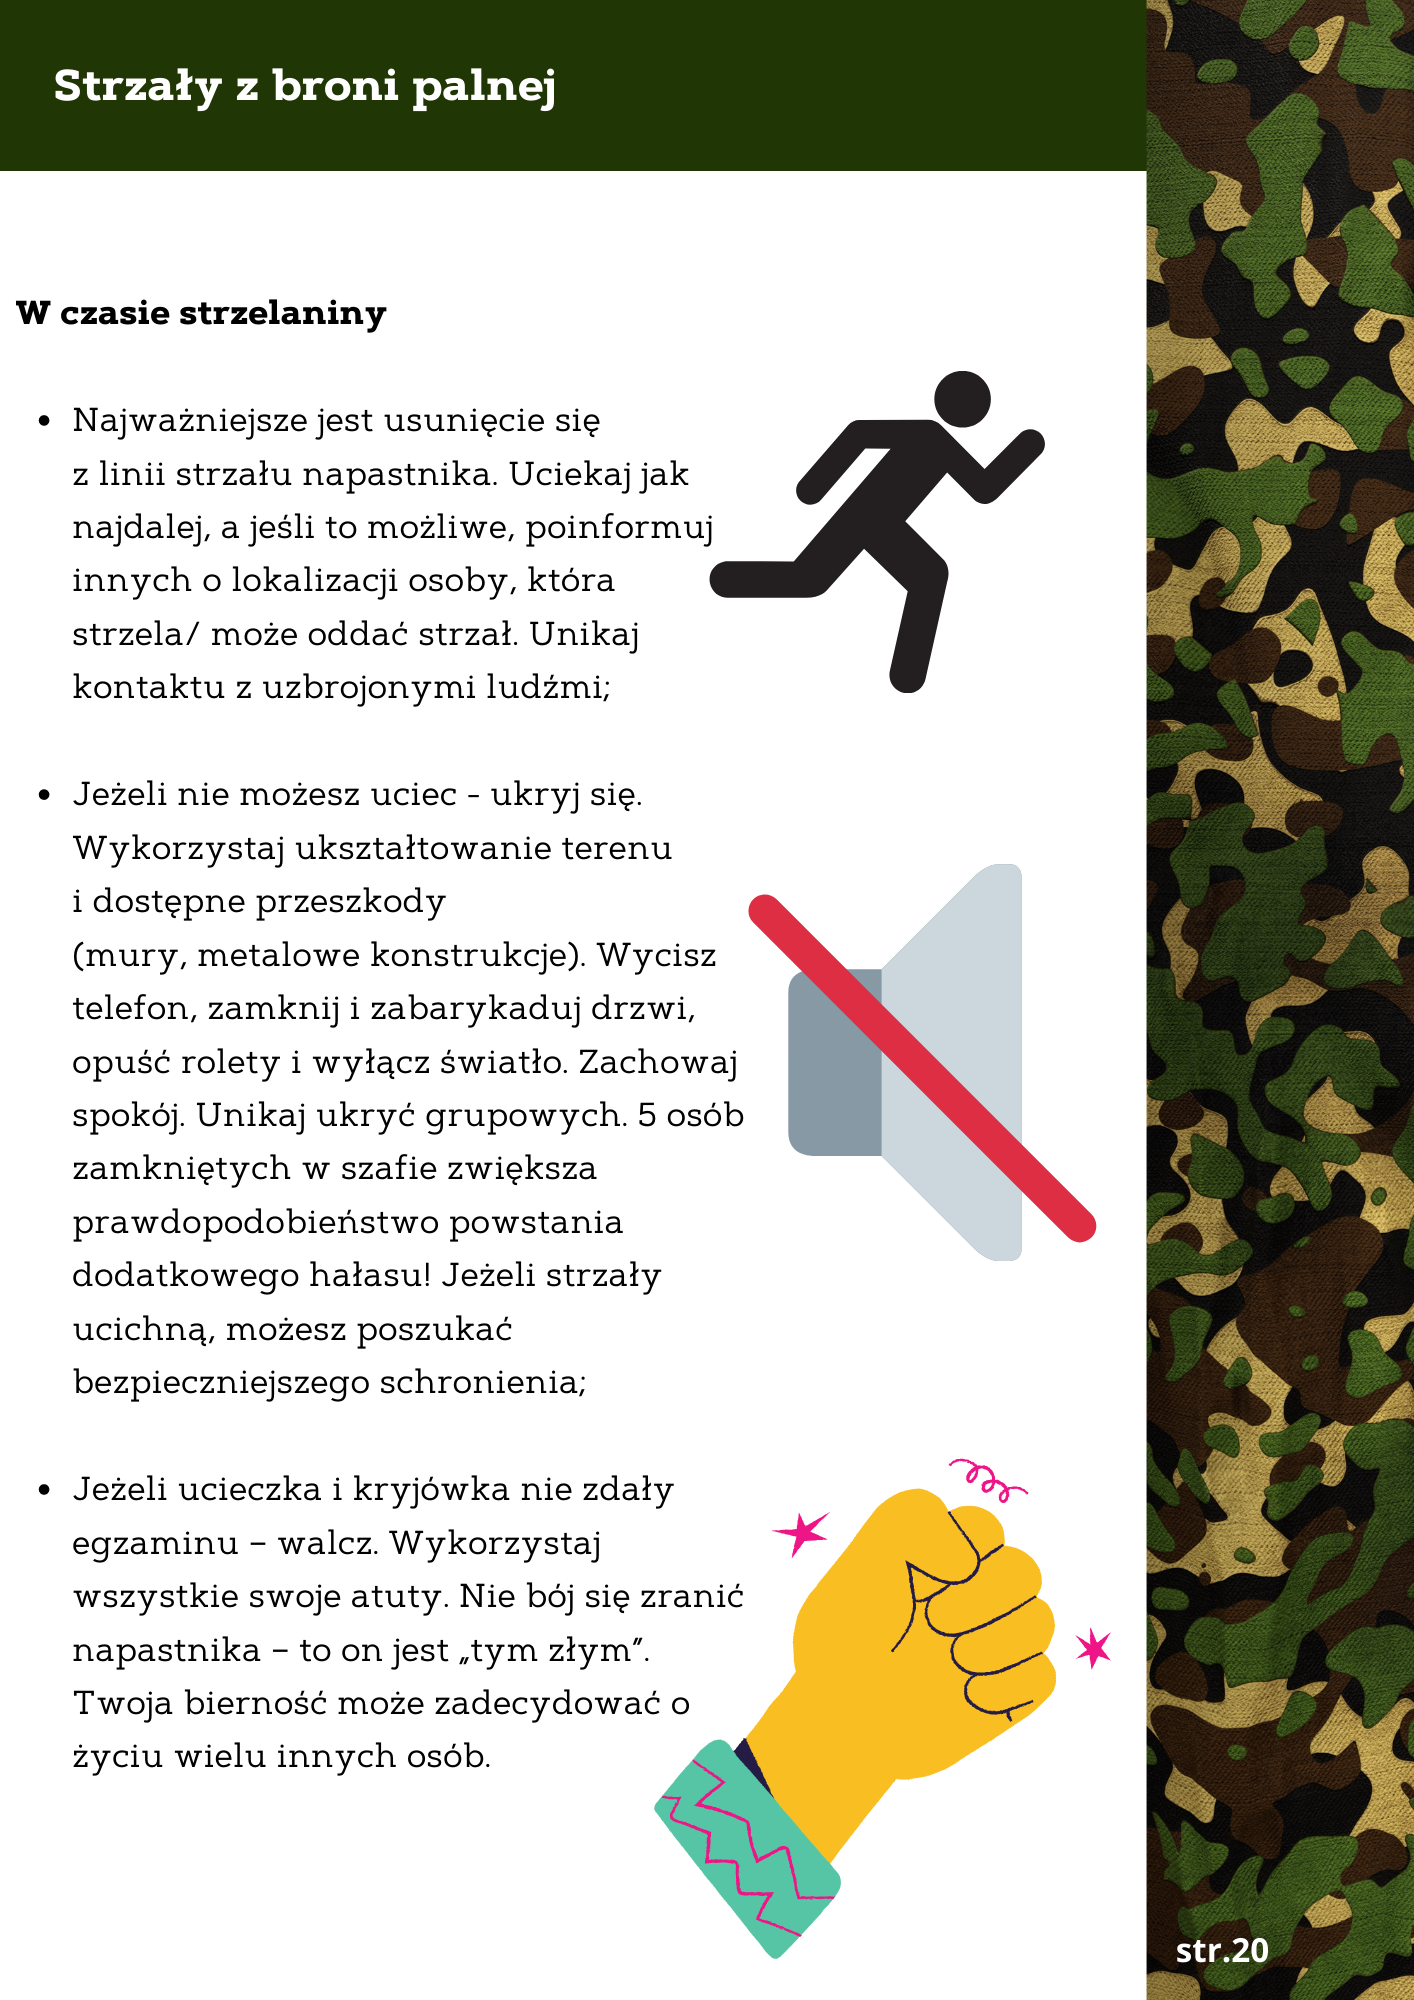 Strzały z broni palnej
W czasie strzelaniny
• Najważniejsze jest usunięcie się
z linii strzału napastnika. Uciekaj jak
najdalej, a jeśli to możliwe, poinformuj
innych o lokalizacji osoby, która
strzela/ może oddać strzał. Unikaj
kontaktu z uzbrojonymi ludźmi;
• Jeżeli nie możesz uciec - ukryj się.
Wykorzystaj ukształtowanie terenu
i dostępne przeszkody
(mury, metalowe konstrukcje). Wycisz
telefon, zamknij i zabarykaduj drzwi,
opuść rolety i wyłącz światło. Zachowaj
spokój. Unikaj ukryć grupowych. 5 osób
zamkniętych w szafie zwiększa
prawdopodobieństwo powstania
dodatkowego hałasu! Jeżeli strzały
ucichną, możesz poszukać
bezpieczniejszego schronienia;
• Jeżeli ucieczka i kryjówka nie zdały
egzaminu – walcz. Wykorzystaj
wszystkie swoje atuty. Nie bój się zranić
napastnika – to on jest „tym złym”.
Twoja bierność może zadecydować o
życiu wielu innych osób.
str.20